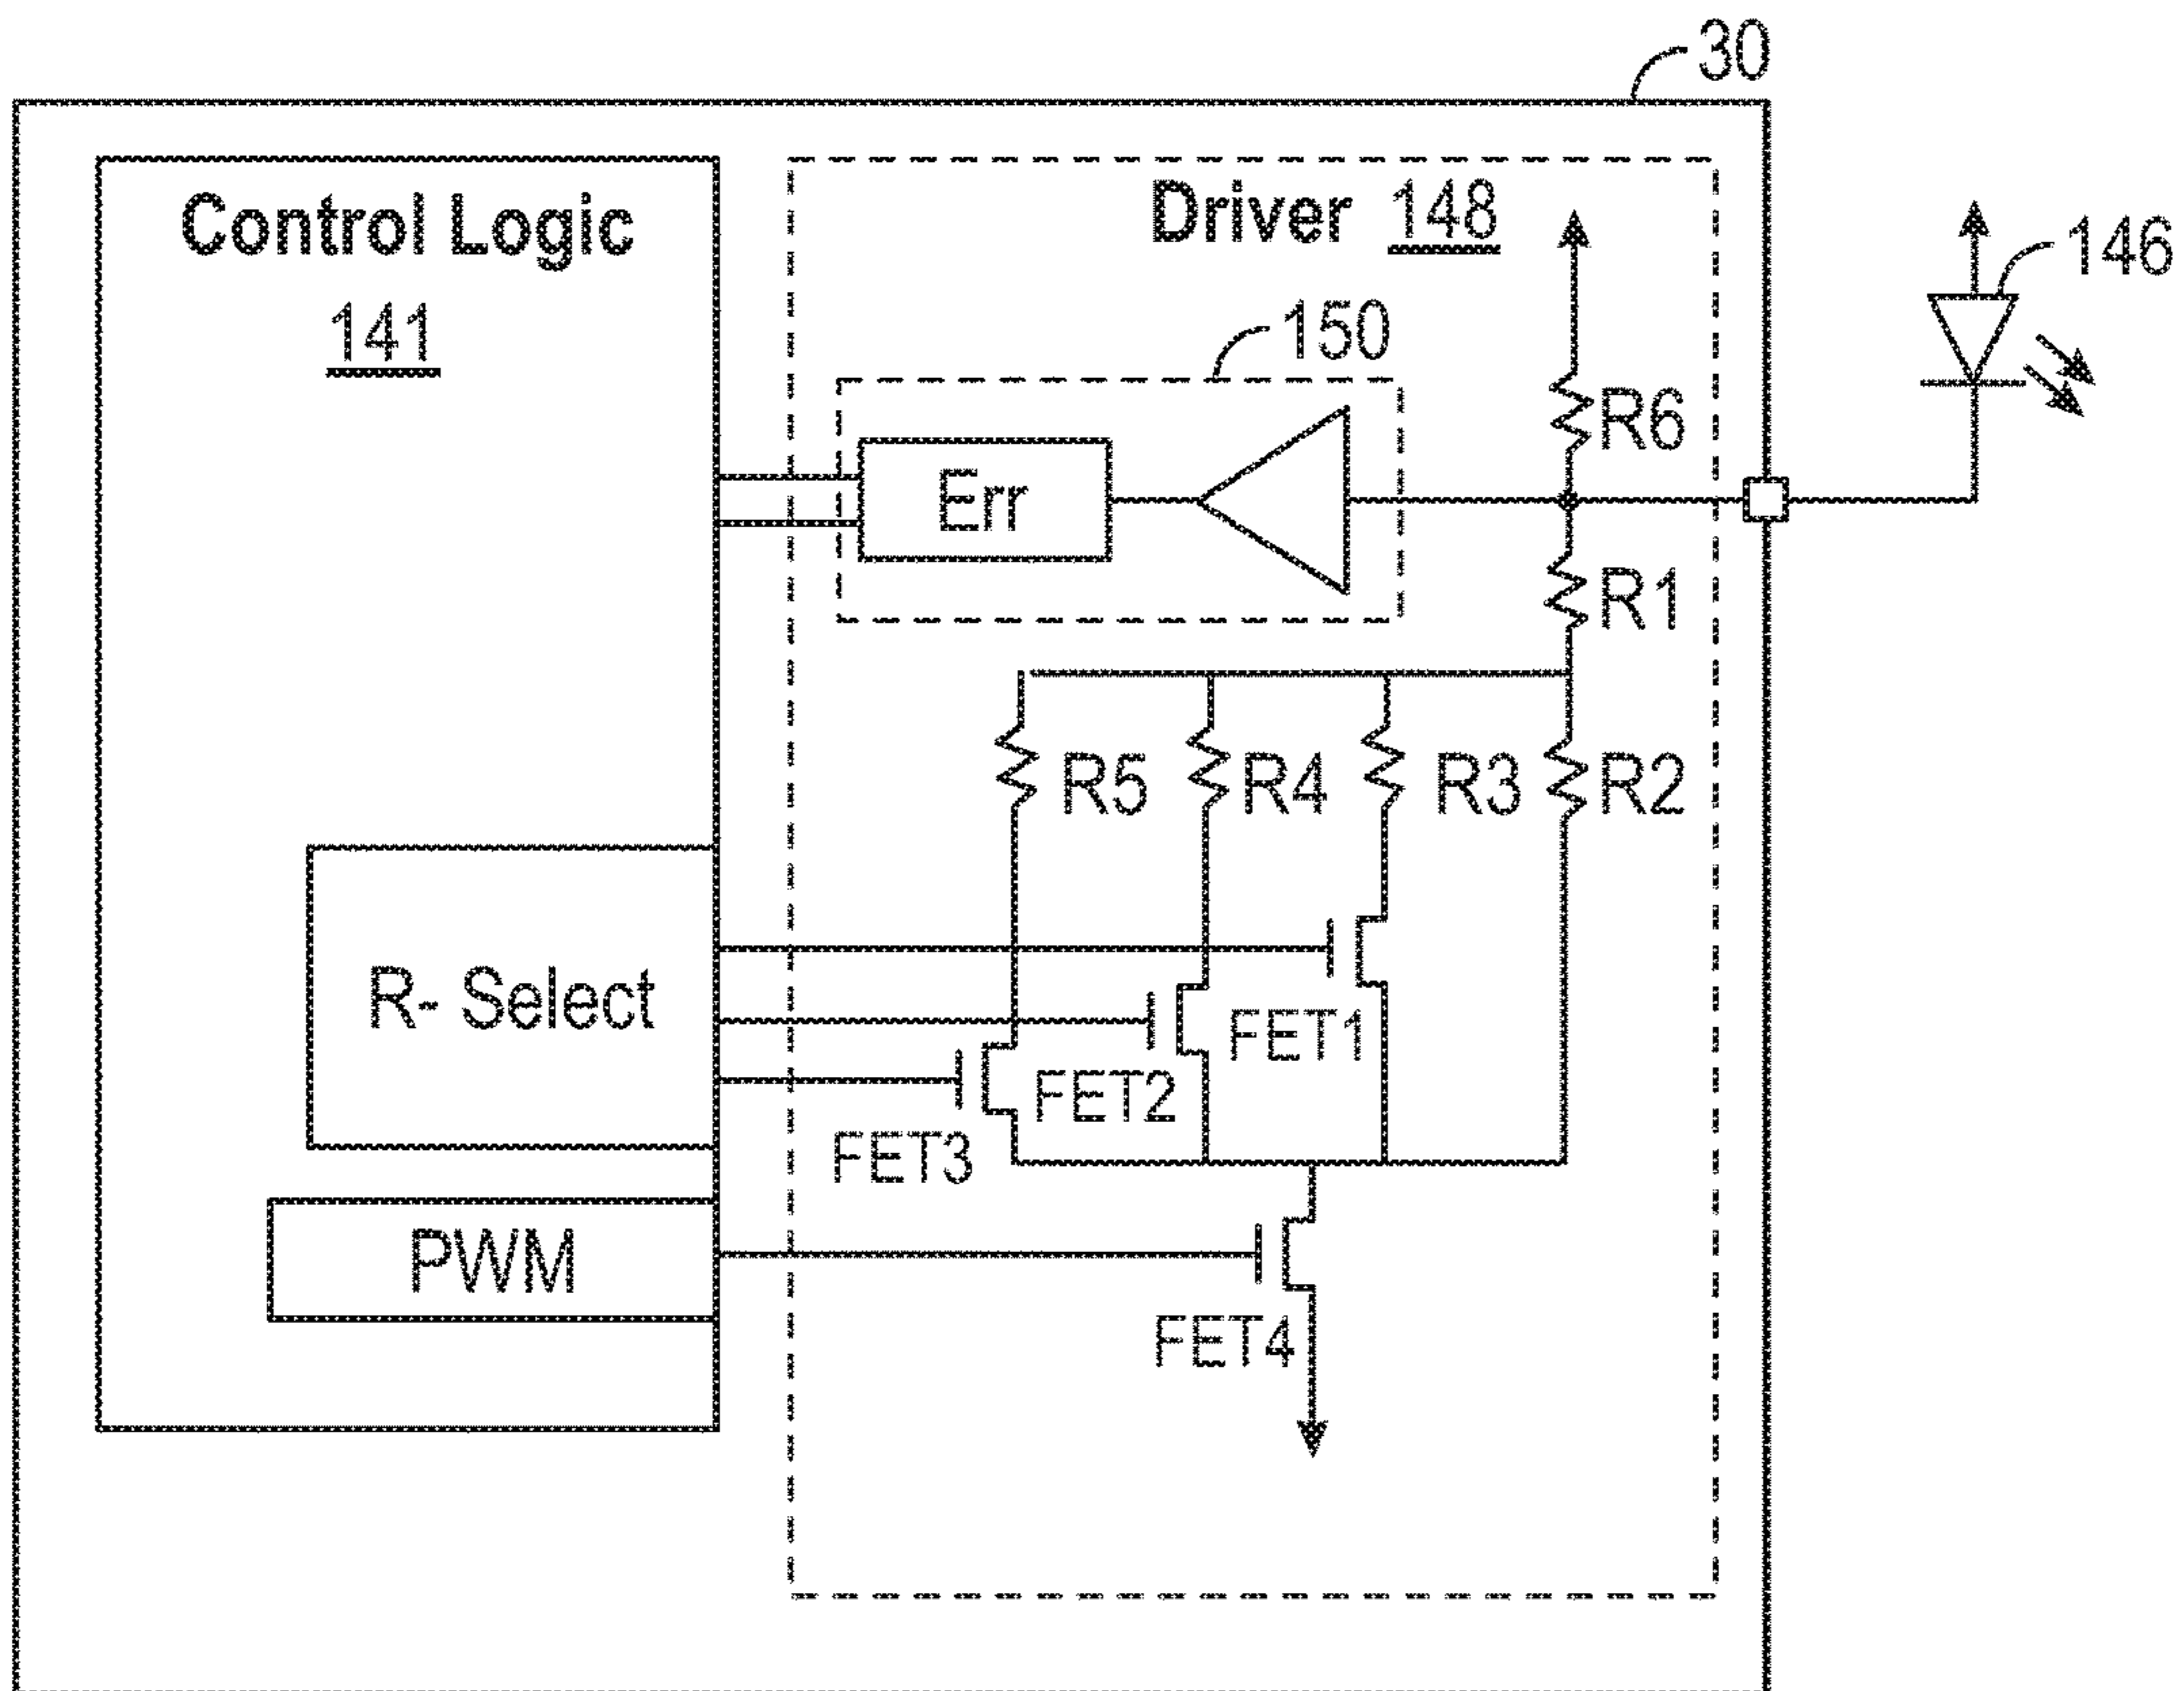 30
Control Logic
141
Driver 148
146
150
R6
Err
R1
R5
R4
R3
R2
R- Select
FET1
FET2
FET3
PWM
FET4